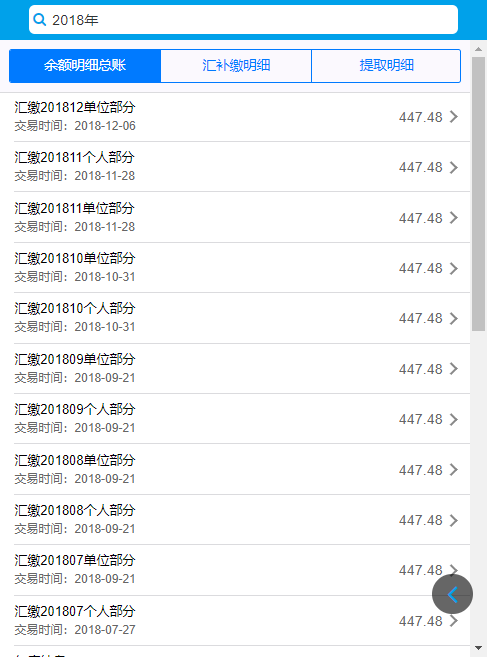 2018年
余额明细总账 汇补缴明细 提取明细
汇缴201812单位部分 447.48
交易时间：2018-12-06
汇缴201811个人部分 447.48
交易时间：2018-11-28
汇缴201811单位部分 447.48
交易时间：2018-11-28
汇缴201810单位部分 447.48
交易时间：2018-10-31
汇缴201810个人部分 447.48
交易时间：2018-10-31
汇缴201809单位部分 447.48
交易时间：2018-09-21
汇缴201809个人部分 447.48
交易时间：2018-09-21
汇缴201808单位部分 447.48
交易时间：2018-09-21
汇缴201808个人部分 447.48
交易时间：2018-09-21
汇缴201807单位部分 447.48
交易时间：2018-09-21
汇缴201807个人部分 447.48
交易时间：2018-07-27